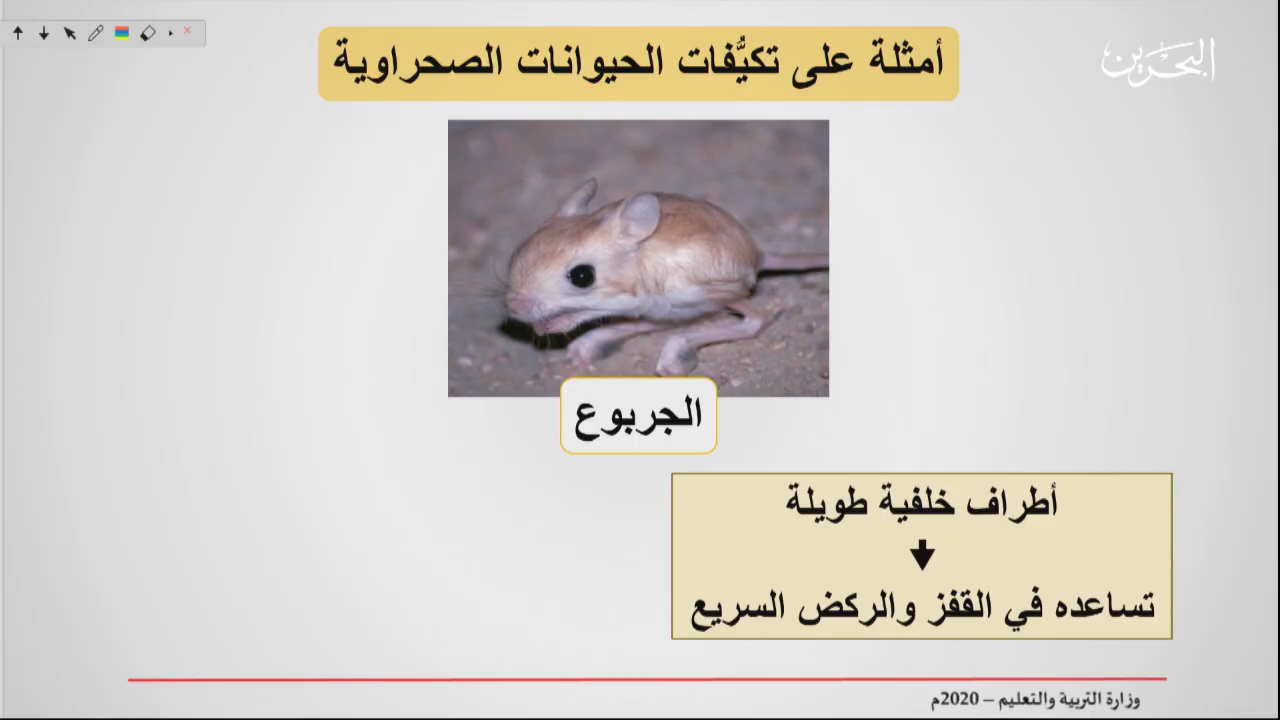 أمثلة على تكيُّفات الحيوانات الصحراوية
البحرين
الجربوع
أطراف خلفية طويلة
تساعده في القفز والركض السريع
وزارة التربية والتعليم – 2020م